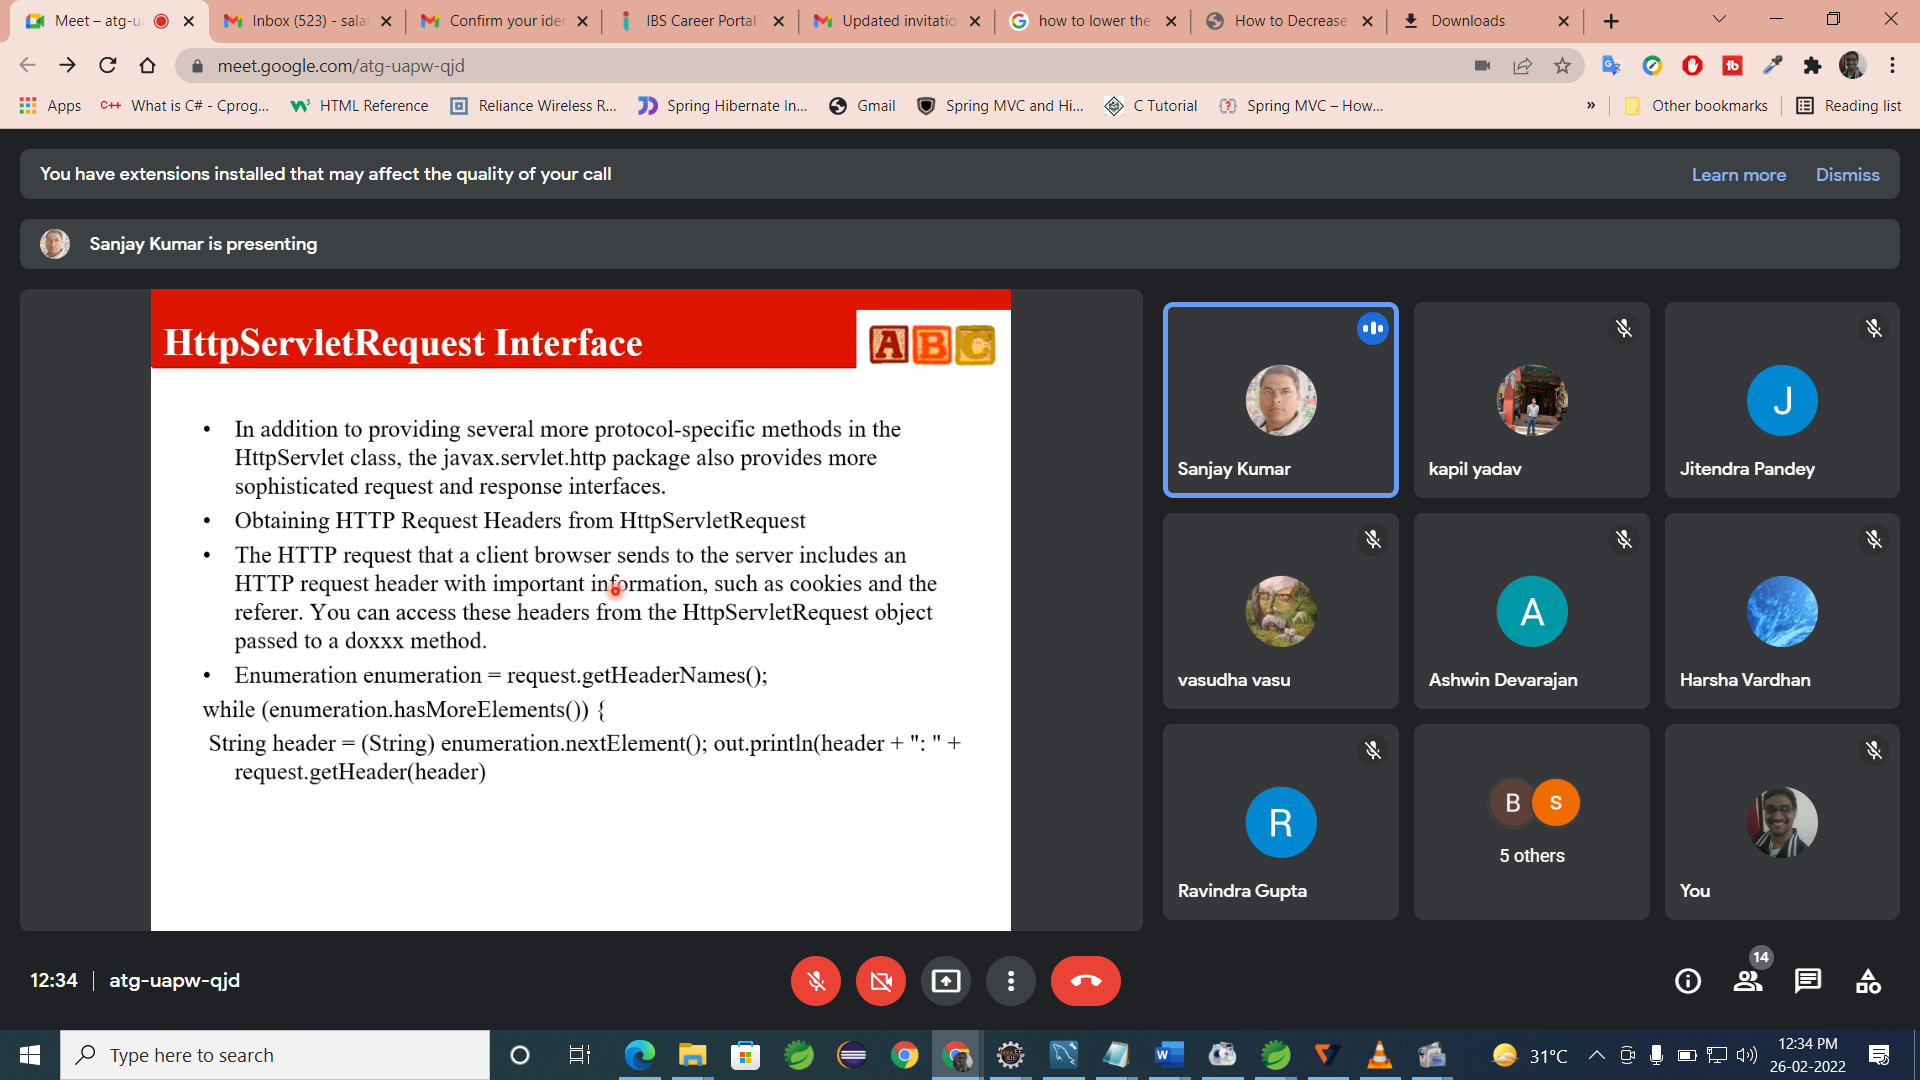 Meet – atg-ua
Inbox (523) - sala
Confirm your iden
IBS Career Portal
Updated invitatio
how to lower the
How to Decrease
Downloads
meet.google.com/atg-uapw-qjd
Apps
What is C# - Cprog...
HTML Reference
Reliance Wireless R...
Spring Hibernate In...
Gmail
Spring MVC and Hi...
C Tutorial
Spring MVC – How...
»
Other bookmarks
Reading list
You have extensions installed that may affect the quality of your call
Learn more
Dismiss
Sanjay Kumar is presenting
HttpServletRequest Interface
A B C
• In addition to providing several more protocol-specific methods in the
HttpServlet class, the javax.servlet.http package also provides more
sophisticated request and response interfaces.
• Obtaining HTTP Request Headers from HttpServletRequest
• The HTTP request that a client browser sends to the server includes an
HTTP request header with important information, such as cookies and the
referer. You can access these headers from the HttpServletRequest object
passed to a doxxx method.
• Enumeration enumeration = request.getHeaderNames();
while (enumeration.hasMoreElements()) {
String header = (String) enumeration.nextElement(); out.println(header + ": " +
request.getHeader(header)
Sanjay Kumar
kapil yadav
J
Jitendra Pandey
vasudha vasu
A
Ashwin Devarajan
Harsha Vardhan
R
Ravindra Gupta
B
S
5 others
You
12:34
atg-uapw-qjd
14
Type here to search
31°C
12:34 PM
26-02-2022